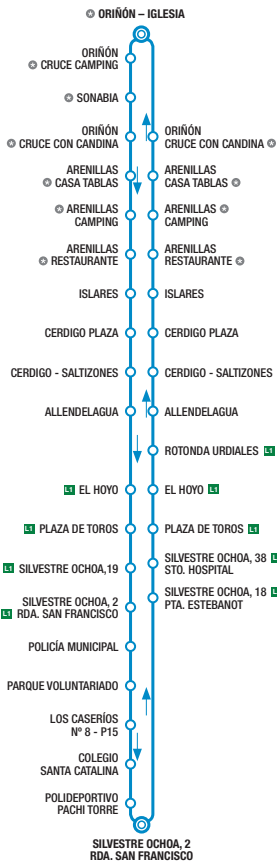 ✪ ORIÑÓN – IGLESIA
ORIÑÓN
✪ CRUCE CAMPING
✪ SONABIA
ORIÑÓN
✪ CRUCE CON CANDINA
ORIÑÓN
CRUCE CON CANDINA ✪
ARENILLAS
✪ CASA TABLAS
ARENILLAS
CASA TABLAS ✪
✪ ARENILLAS
CAMPING
ARENILLAS ✪
CAMPING
ARENILLAS
✪ RESTAURANTE
ARENILLAS
RESTAURANTE ✪
ISLARES
ISLARES
CERDIGO PLAZA
CERDIGO PLAZA
CERDIGO - SALTIZONES
CERDIGO - SALTIZONES
ALLENDELAGUA
ALLENDELAGUA
ROTONDA URDIALES L1
L1 EL HOYO
EL HOYO L1
L1 PLAZA DE TOROS
PLAZA DE TOROS L1
L1 SILVESTRE OCHOA,19
SILVESTRE OCHOA, 38 L
STO. HOSPITAL
SILVESTRE OCHOA, 2
L1 RDA. SAN FRANCISCO
SILVESTRE OCHOA, 18 L
PTA. ESTEBANOT
POLICÍA MUNICIPAL
PARQUE VOLUNTARIADO
LOS CASERÍOS
Nº 8 - P15
COLEGIO
SANTA CATALINA
POLIDEPORTIVO
PACHI TORRE
SILVESTRE OCHOA, 2
RDA. SAN FRANCISCO